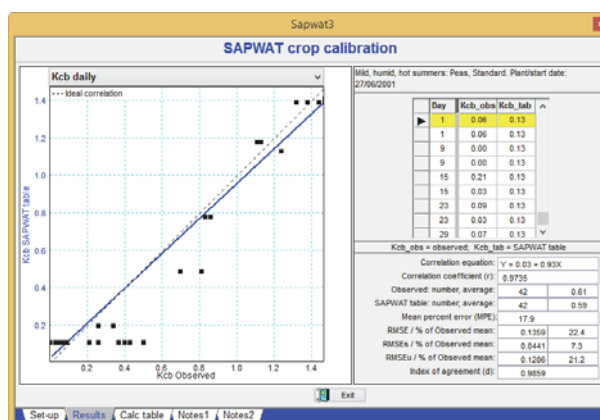 Sapwat3
SAPWAT crop calibration
Kcb daily
Ideal correlation
1.4
1.2
1.0
0.8
0.6
0.4
0.2
Kcb SAPWAT table
0.2 0.4 0.6 0.8 1.0 1.2 1.4
Kcb Observed
Mild, humid, hot summers: Peas, Standard. Plant/start date:
27/06/2001
Day Kcb_obs Kcb_tab
1 0.06 0.13
1 0.06 0.13
9 0.00 0.13
9 0.00 0.13
15 0.21 0.13
15 0.03 0.13
23 0.09 0.13
23 0.03 0.13
29 0.07 0.13
Kcb_obs = observed; Kcb_tab = SAPWAT table
Correlation equation: Y = 0.03 + 0.93X
Correlation coefficient (r): 0.9735
Observed: number, average: 42 0.61
SAPWAT table: number, average: 42 0.59
Mean percent error (MPE): 17.9
RMSE / % of Observed mean: 0.1359 22.4
RMSEs / % of Observed mean: 0.0441 7.3
RMSEu / % of Observed mean: 0.1286 21.2
Index of agreement (d): 0.9859
Exit
Set-up Results Calc table Notes1 Notes2